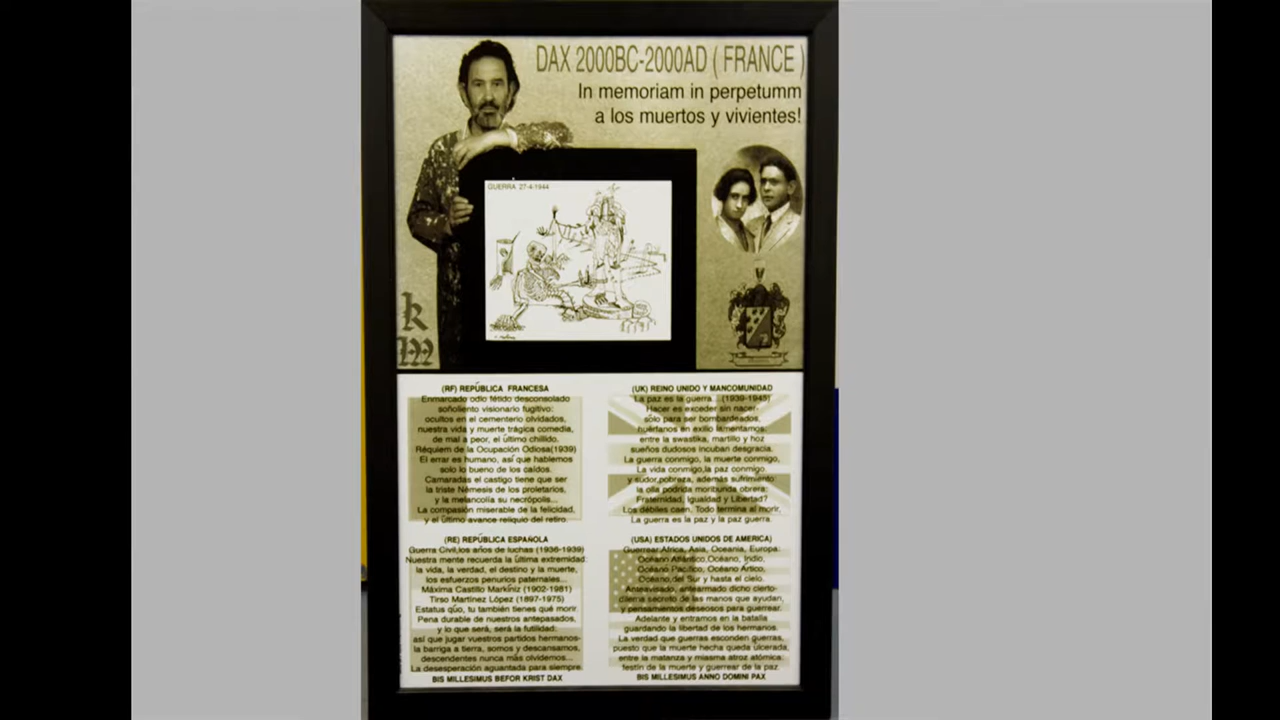 DAX 2000BC-2000AD ( FRANCE )
In memoriam in perpetumm
a los muertos y vivientes!
GUERRA 27-4-1944
k
m
(RF) REPÚBLICA FRANCESA
Enmarcado odio fétido desconsolado
soñoliento visionario fugitivo:
ocultos en el cementerio olvidados,
nuestra vida y muerte trágica comedia,
de mal a peor, el último chillido.
Réquiem de la Ocupación Odiosa(1939)
El errar es humano, así que hablemos
solo lo bueno de los caídos.
Camaradas el castigo tiene que ser
la triste Némesis de los proletarios,
y la melancolía su necrópolis...
La compasión miserable de la felicidad,
y el último avance reliquio del retiro.
(RE) REPÚBLICA ESPAÑOLA
Guerra Civil,los años de luchas (1936-1939)
Nuestra mente recuerda la última extremidad:
la vida, la verdad, el destino y la muerte,
los esfuerzos penurios paternales...
Máxima Castillo Markíniz (1902-1981)
Tirso Martínez López (1897-1975)
Estatus qüo, tu también tienes qué morir.
Pena durable de nuestros antepasados,
y lo que será, será la futilidad:
así que jugar vuestros partidos hermanos-
la barriga a tierra, somos y descansamos,
descendentes nunca más olvidemos...
La desesperación aguantada para siempre.
BIS MILLESIMUS BEFOR KRIST DAX
(UK) REINO UNIDO Y MANCOMUNIDAD
La paz es la guerra... (1939-1945)
Hacer es exceder sin nacer-
sólo para ser bombardeados,
huérfanos en exilio lamentamos:
entre la swastika, martillo y hoz
sueños dudosos incuban desgracia.
La guerra conmigo, la muerte conmigo,
La vida conmigo,la paz conmigo.
y sudor,pobreza, además sufrimiento:
la olla podrida moribunda obrera:
Fraternidad, Igualdad y Libertad?
Los débiles caen, Todo termina al morir,
La guerra es la paz y la paz guerra.
(USA) ESTADOS UNIDOS DE AMERICA)
Guerrear,África, Asia, Oceania, Europa:
Océano Atlántico,Océano, Indio,
Océano Pacífico, Océano Ártico,
Océano del Sur y hasta el cielo.
Anteavisado, antearmado dicho cierto-
dilema secreto de las manos que ayudan,
y pensamientos deseosos para guerrear.
Adelante y entramos en la batalla
guardando la libertad de los hermanos.
La verdad que guerras esconden guerras,
puesto que la muerte hecha queda ulcerada,
entre la matanza y miasma atroz atómica:
festín de la muerte y guerrear de la paz.
BIS MILLESIMUS ANNO DOMINI PAX